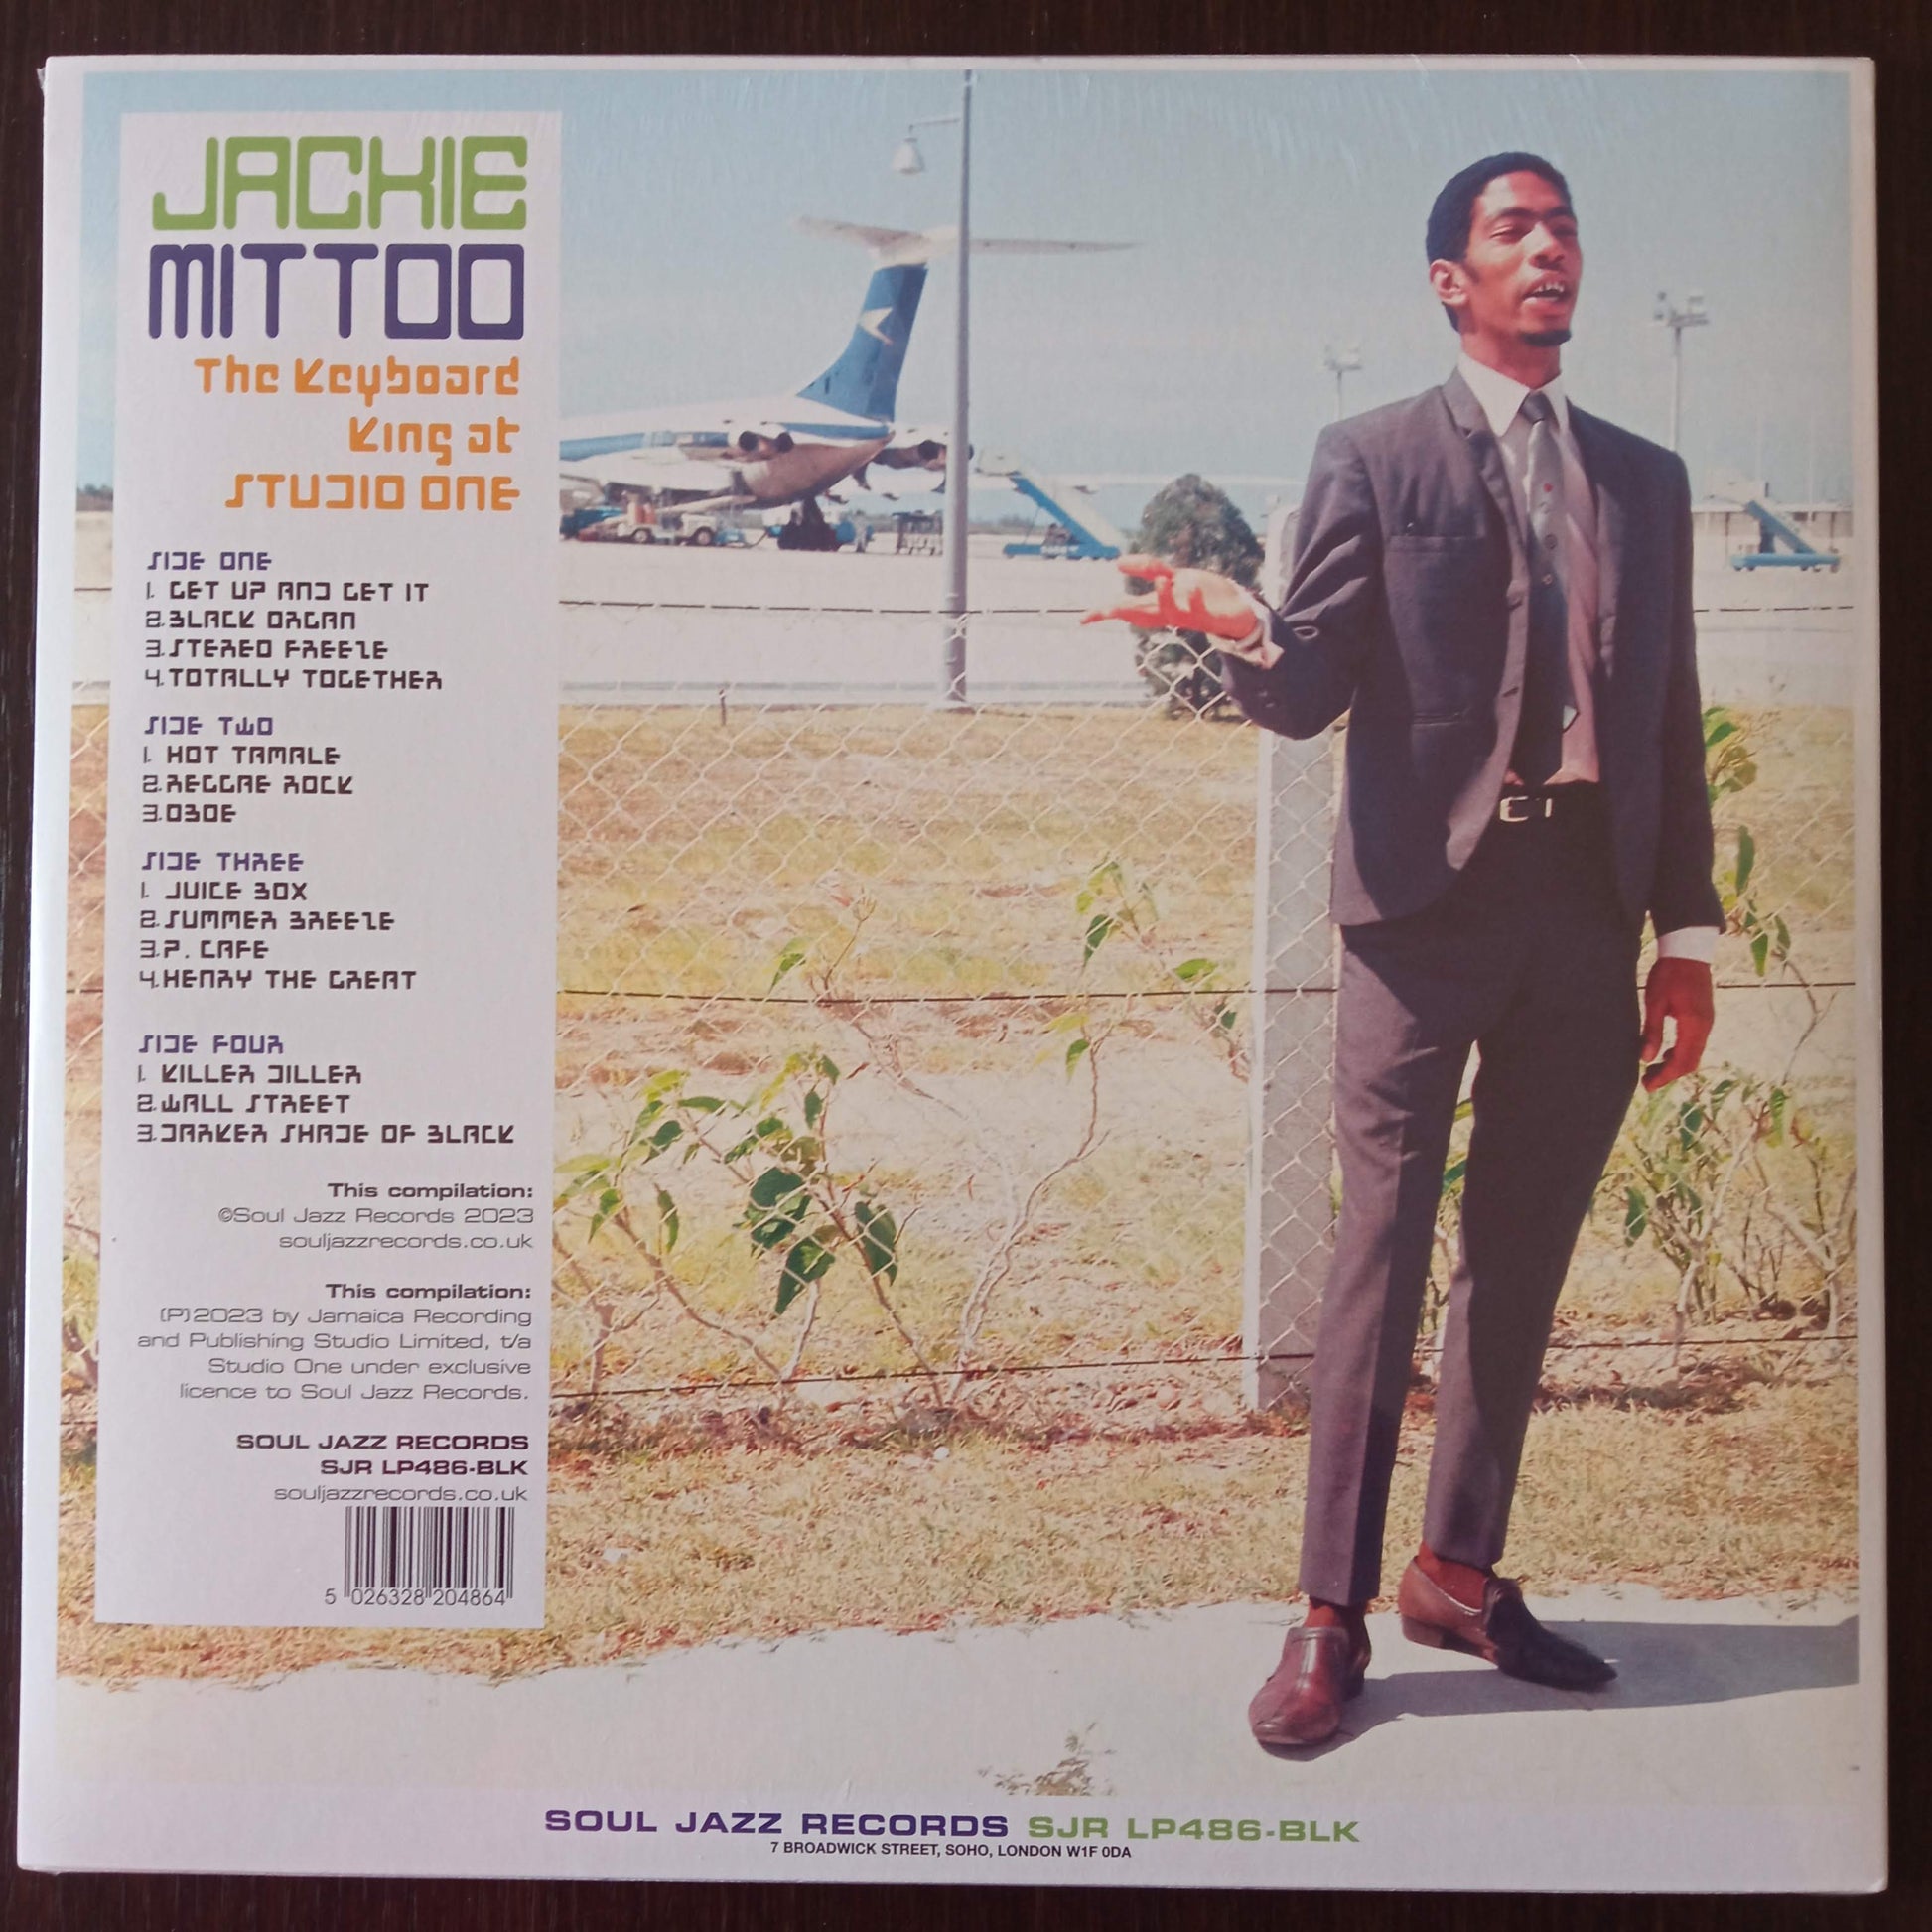 JACKIE
MITTOO
The Keyboard
King at
STUDIO ONE
SIDE ONE
1. GET UP AND GET IT
2. BLACK ORGAN
3. STEREO FREEZE
4. TOTALLY TOGETHER
SIDE TWO
1. HOT TAMALE
2. REGGAE ROCK
3. OBOE
SIDE THREE
1. JUICE BOX
2. SUMMER BREEZE
3. P. CAFE
4. HENRY THE GREAT
SIDE FOUR
1. KILLER DILLER
2. WALL STREET
3. DARKER SHADE OF BLACK
This compilation:
©Soul Jazz Records 2023
souljazzrecords.co.uk
This compilation:
(P)2023 by Jamaica Recording
and Publishing Studio Limited, t/a
Studio One under exclusive
licence to Soul Jazz Records.
SOUL JAZZ RECORDS
SJR LP486-BLK
souljazzrecords.co.uk
5 026328 204864
SOUL JAZZ RECORDS SJR LP486-BLK
7 BROADWICK STREET, SOHO, LONDON W1F 0DA